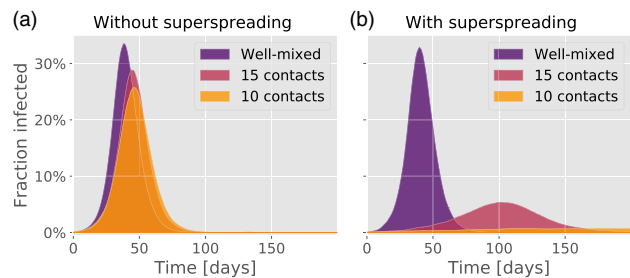 (a) Without superspreading
Well-mixed
15 contacts
10 contacts
Fraction infected
30%
20%
10%
0%
0 50 100 150
Time [days]
(b) With superspreading
Well-mixed
15 contacts
10 contacts
0 50 100 150
Time [days]